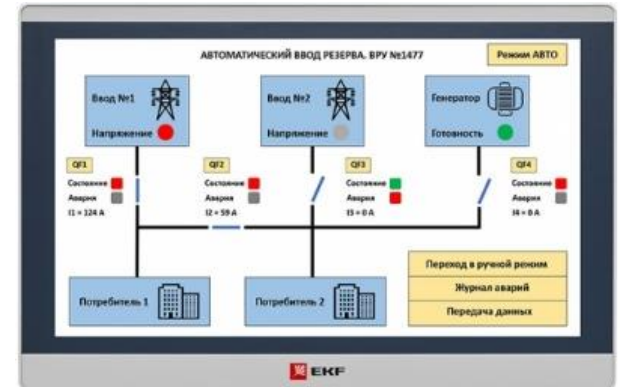 АВТОМАТИЧЕСКИЙ ВВОД РЕЗЕРВА. ВРУ №1477
Режим АВТО
Ввод №1
Напряжение
Ввод №2
Напряжение
Генератор
Готовность
QF1
Состояние
Авария
I1 = 124 А
QF2
Состояние
Авария
I2 = 59 А
QF3
Состояние
Авария
I3 = 0 А
QF4
Состояние
Авария
I4 = 0 А
Потребитель 1
Потребитель 2
Переход в ручной режим
Журнал аварий
Передача данных
EKF